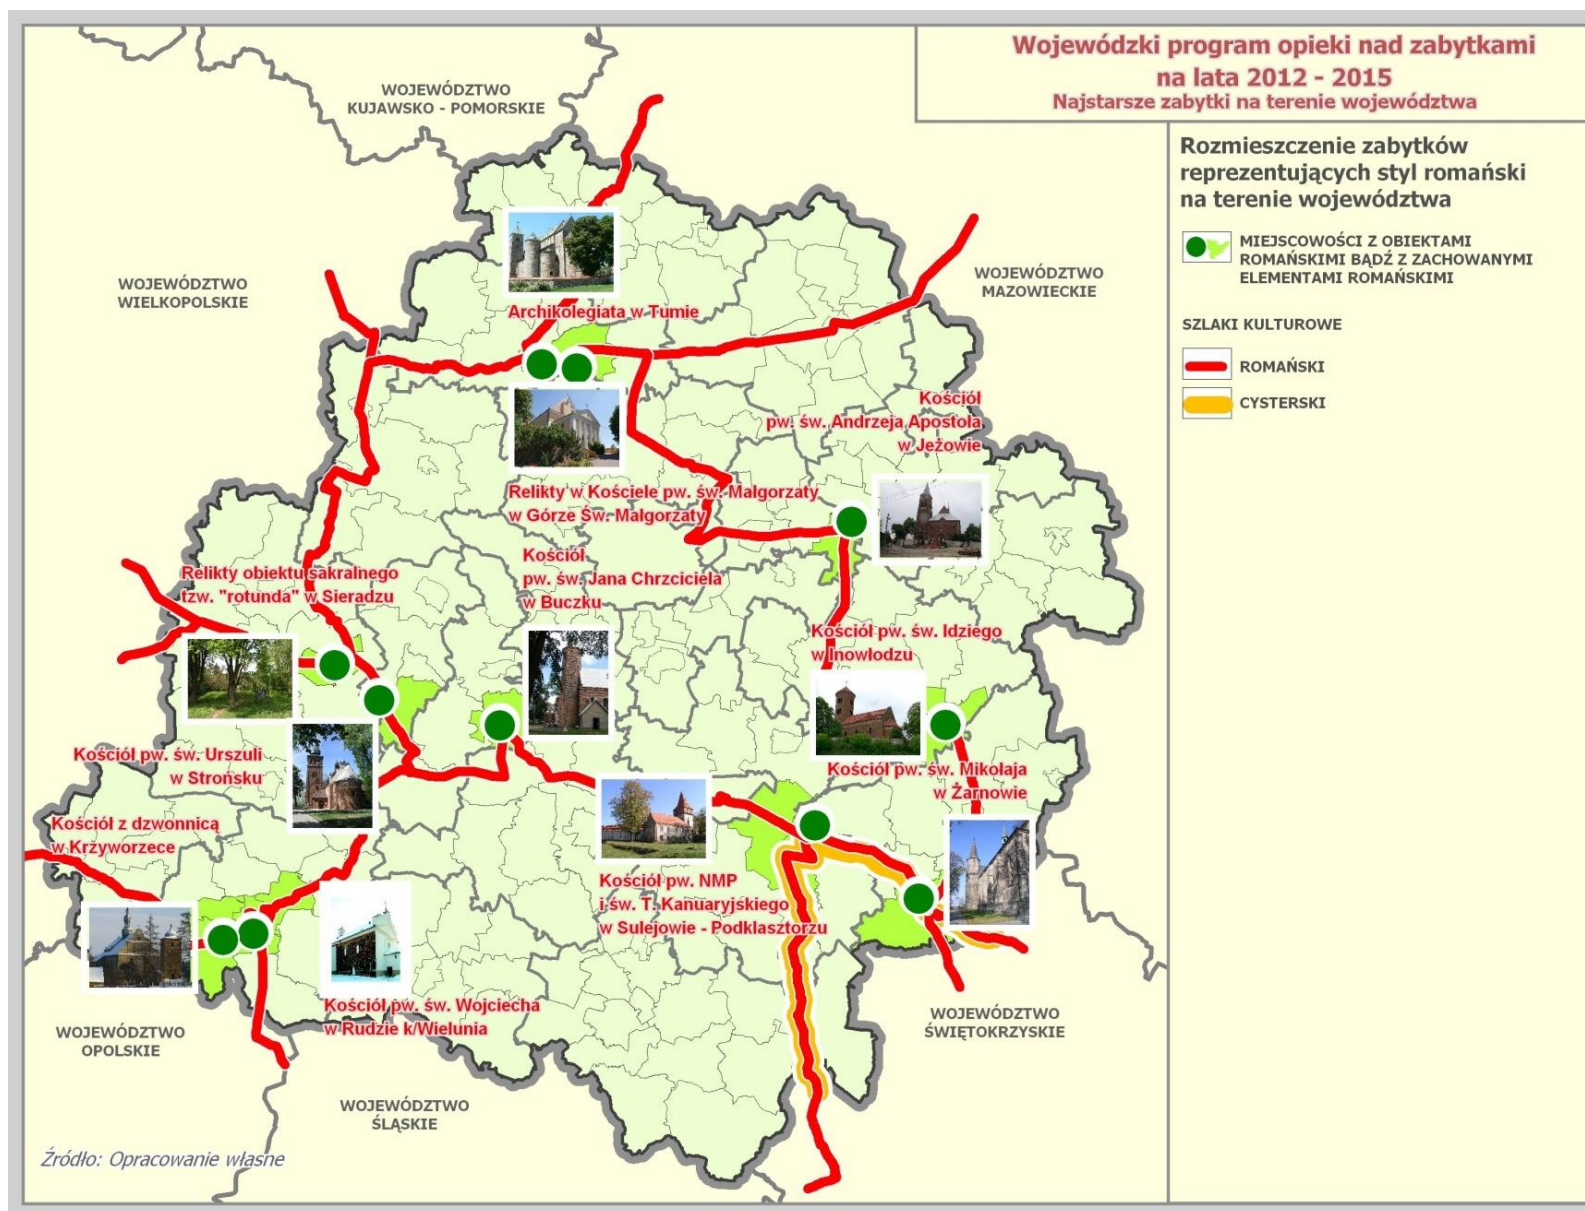 Wojewódzki program opieki nad zabytkami
na lata 2012 - 2015
Najstarsze zabytki na terenie województwa
Rozmieszczenie zabytków
reprezentujących styl romański
na terenie województwa
MIEJSCOWOŚCI Z OBIEKTAMI
ROMAŃSKIMI BĄDŹ Z ZACHOWANYMI
ELEMENTAMI ROMAŃSKIMI
SZLAKI KULTUROWE
ROMAŃSKI
CYSTERSKI
WOJEWÓDZTWO
KUJAWSKO - POMORSKIE
WOJEWÓDZTWO
WIELKOPOLSKIE
WOJEWÓDZTWO
MAZOWIECKIE
Archikolegiata w Tumie
Kościół
pw. św. Andrzeja Apostoła
w Jeżowie
Relikty w Kościele pw. św. Małgorzaty
w Górze Św. Małgorzaty
Kościół
pw. św. Jana Chrzciciela
w Buczku
Relikty obiektu sakralnego
tzw. "rotunda" w Sieradzu
Kościół pw. św. Idziego
w Inowłodzu
Kościół pw. św. Urszuli
w Strońsku
Kościół pw. św. Mikołaja
w Żarnowie
Kościół z dzwonnicą
w Krzyworzece
Kościół pw. NMP
i św. T. Kanuaryjskiego
w Sulejowie - Podklasztorzu
Kościół pw. św. Wojciecha
w Rudzie k/Wielunia
WOJEWÓDZTWO
OPOLSKIE
WOJEWÓDZTWO
ŚWIĘTOKRZYSKIE
WOJEWÓDZTWO
ŚLĄSKIE
Źródło: Opracowanie własne